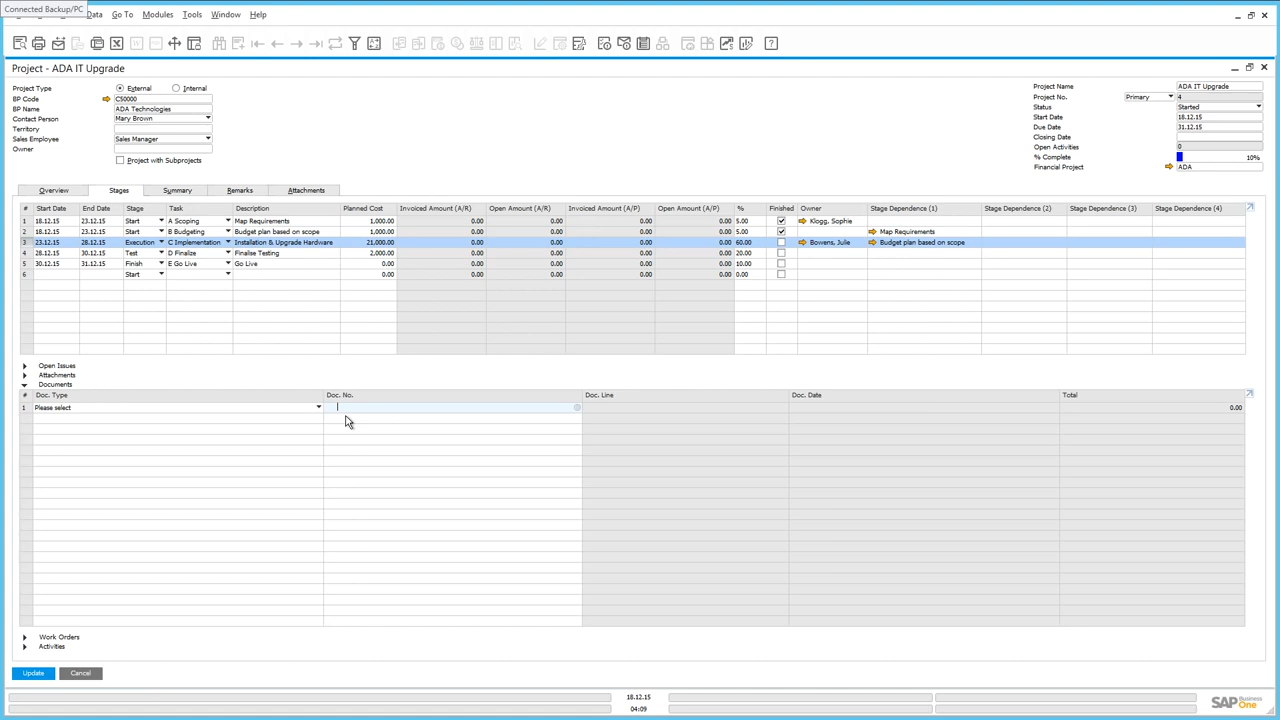 Connected Backup/PC
Data Go To Modules Tools Window Help
Project - ADA IT Upgrade
Project Type External Internal
BP Code C50000
BP Name ADA Technologies
Contact Person Mary Brown
Territory
Sales Employee Sales Manager
Owner
Project with Subprojects
Project Name ADA IT Upgrade
Project No. Primary 4
Status Started
Start Date 18.12.15
Due Date 31.12.15
Closing Date
Open Activities 0
% Complete 10%
Financial Project ADA
Overview Stages Summary Remarks Attachments
# Start Date End Date Stage Task Description Planned Cost Invoiced Amount (A/R) Open Amount (A/R) Invoiced Amount (A/P) Open Amount (A/P) % Finished Owner Stage Dependence (1) Stage Dependence (2) Stage Dependence (3) Stage Dependence (4)
1 18.12.15 23.12.15 Start A Scoping Map Requirements 1,000.00 0.00 0.00 0.00 0.00 5.00 Klogg, Sophie
2 18.12.15 23.12.15 Start B Budgeting Budget plan based on scope 1,000.00 0.00 0.00 0.00 0.00 5.00 Map Requirements
3 23.12.15 28.12.15 Execution C Implementation Installation & Upgrade Hardware 21,000.00 0.00 0.00 0.00 0.00 60.00 Bowens, Julie Budget plan based on scope
4 28.12.15 30.12.15 Test D Finalize Finalise Testing 2,000.00 0.00 0.00 0.00 0.00 20.00
5 30.12.15 31.12.15 Finish E Go Live Go Live 0.00 0.00 0.00 0.00 0.00 10.00
6 Start 0.00 0.00 0.00 0.00 0.00 0.00
Open Issues
Attachments
Documents
# Doc. Type Doc. No. Doc. Line Doc. Date Total
1 Please select 0.00
Work Orders
Activities
Update Cancel
18.12.15
04:09
SAP Business One